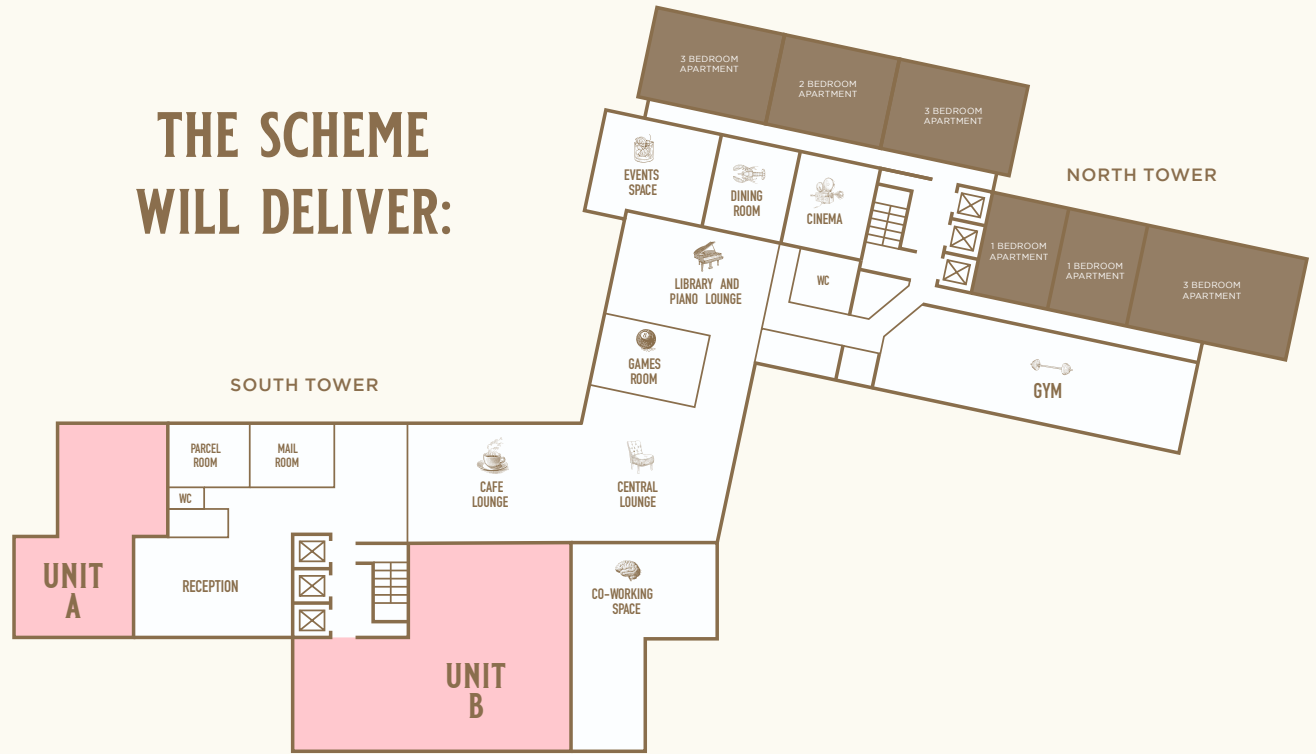 THE SCHEME
WILL DELIVER:
3 BEDROOM
APARTMENT
2 BEDROOM
APARTMENT
3 BEDROOM
APARTMENT
NORTH TOWER
EVENTS
SPACE
DINING
ROOM
CINEMA
1 BEDROOM
APARTMENT
1 BEDROOM
APARTMENT
3 BEDROOM
APARTMENT
LIBRARY AND
PIANO LOUNGE
WC
GAMES
ROOM
GYM
SOUTH TOWER
PARCEL
ROOM
MAIL
ROOM
WC
CAFE
LOUNGE
CENTRAL
LOUNGE
UNIT
A
RECEPTION
CO-WORKING
SPACE
UNIT
B